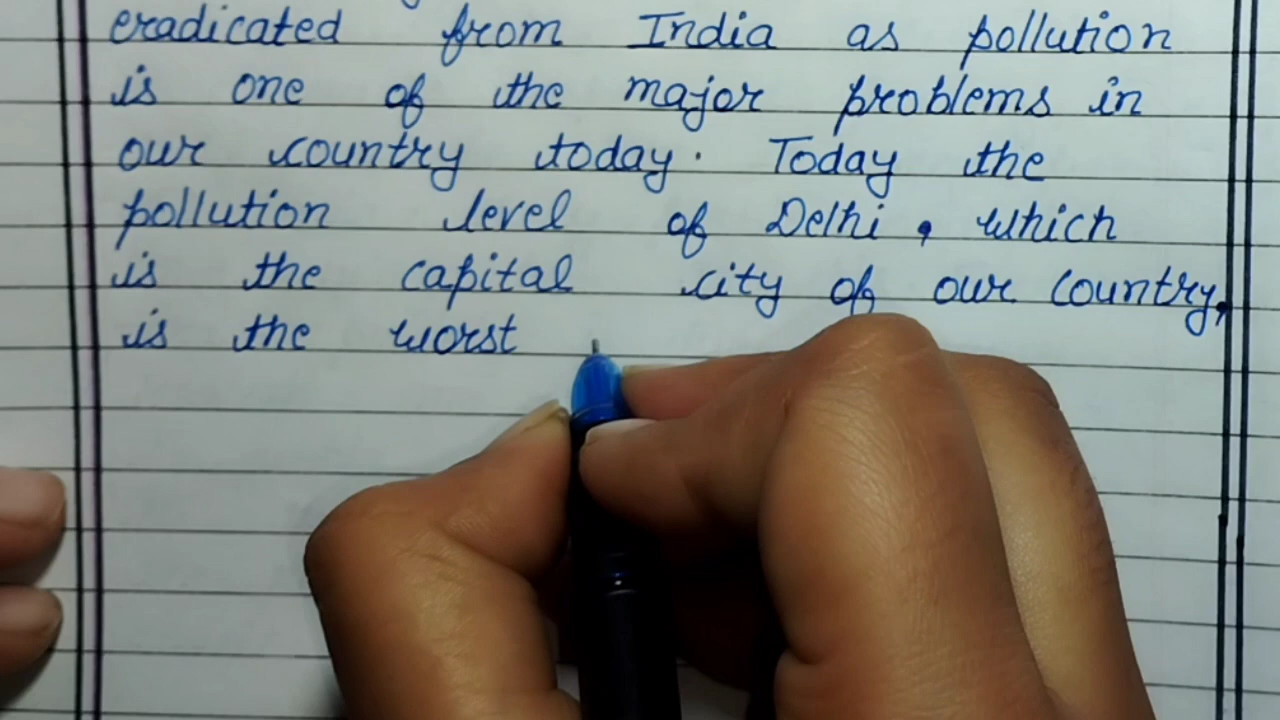 eradicated from India as pollution
is one of the major problems in
our country today. Today the
pollution level of Delhi, which
is the capital city of our country,
is the worst